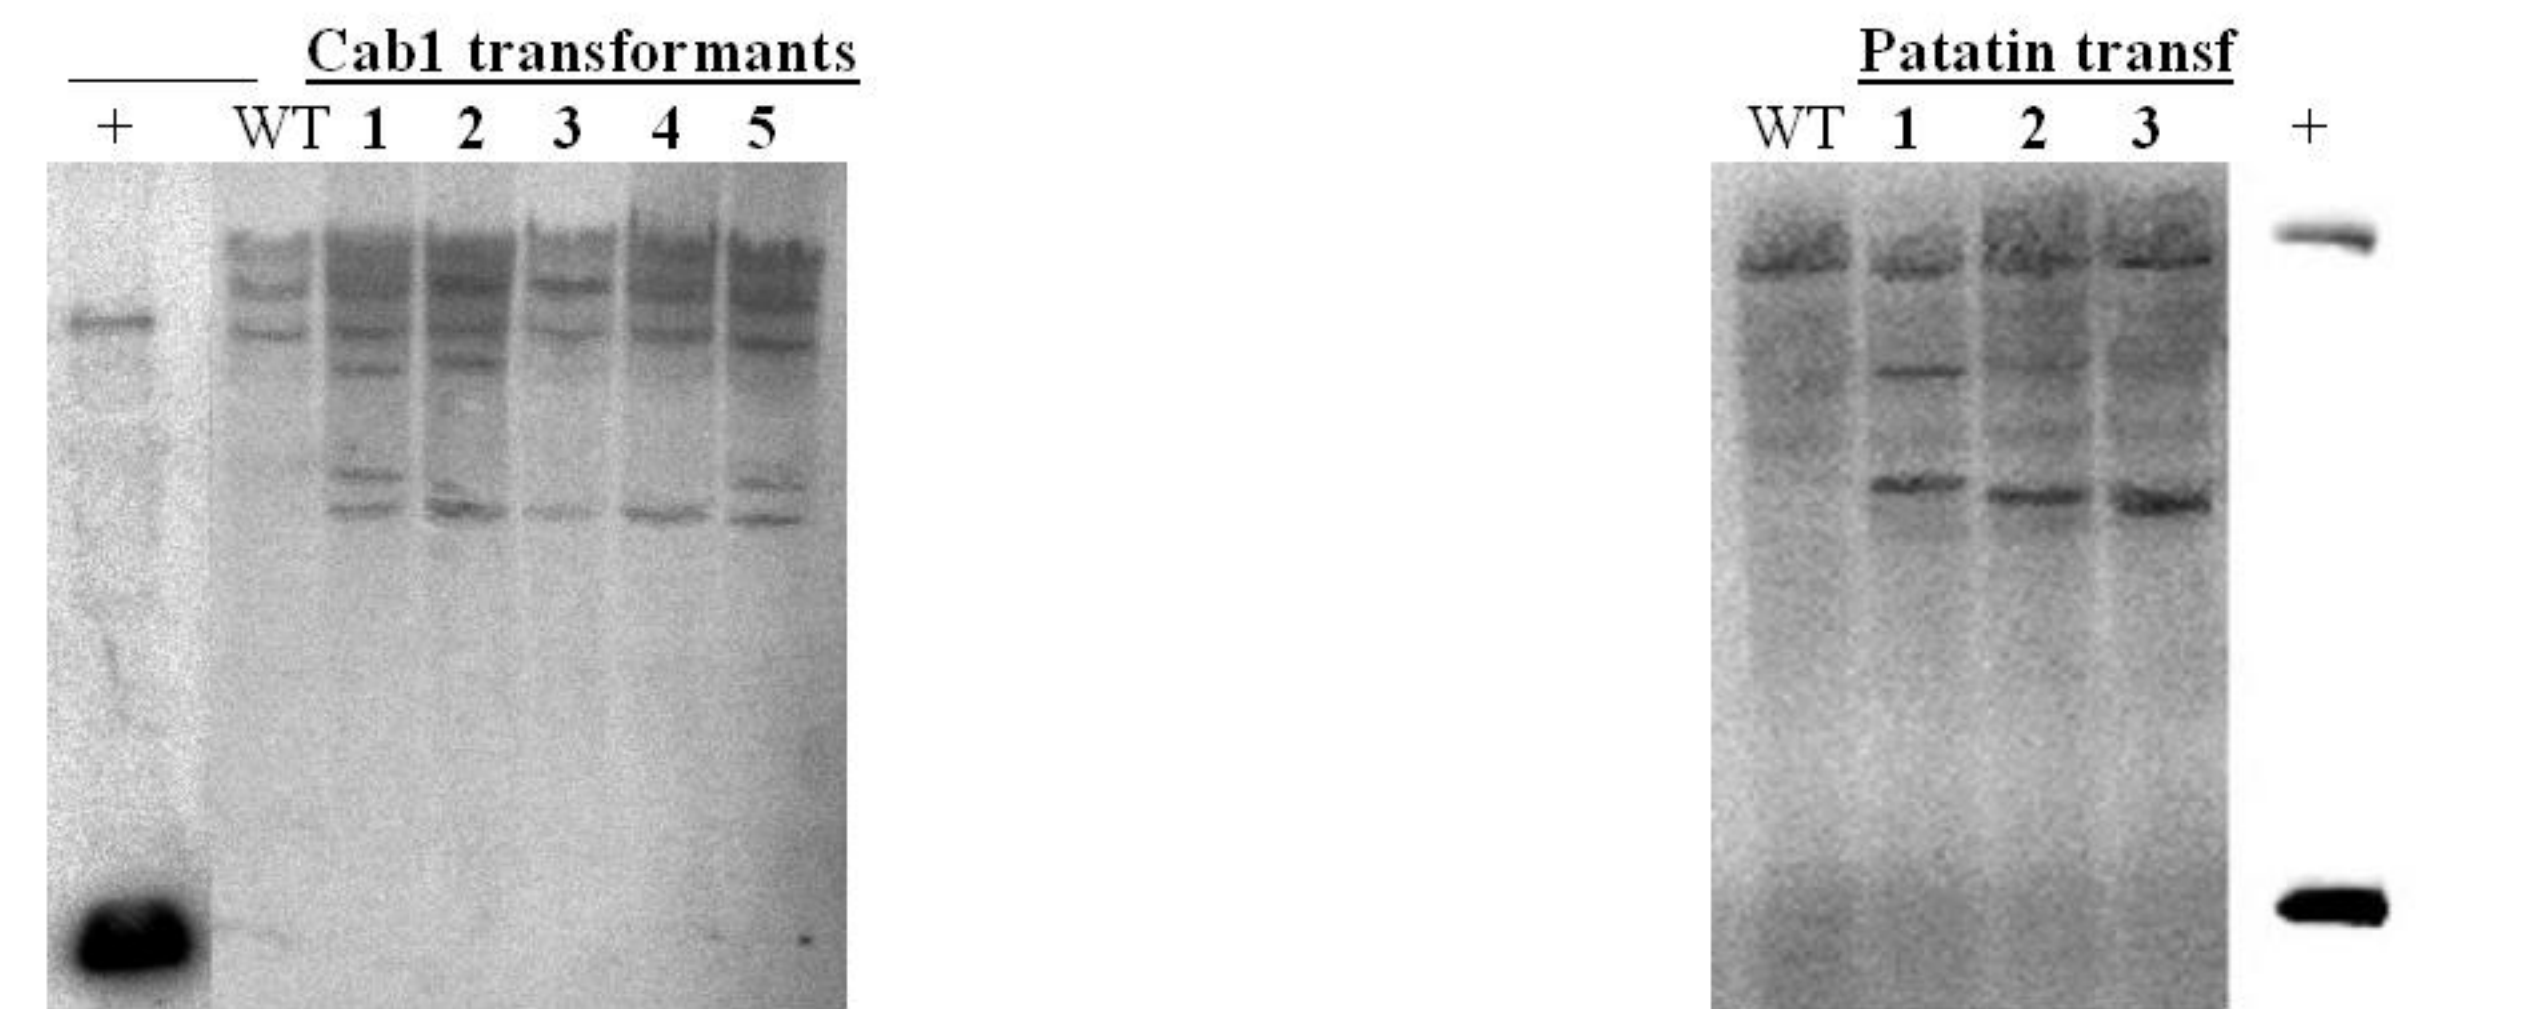 Cab1 transformants Patatin transf
+ WT 1 2 3 4 5 WT 1 2 3 +